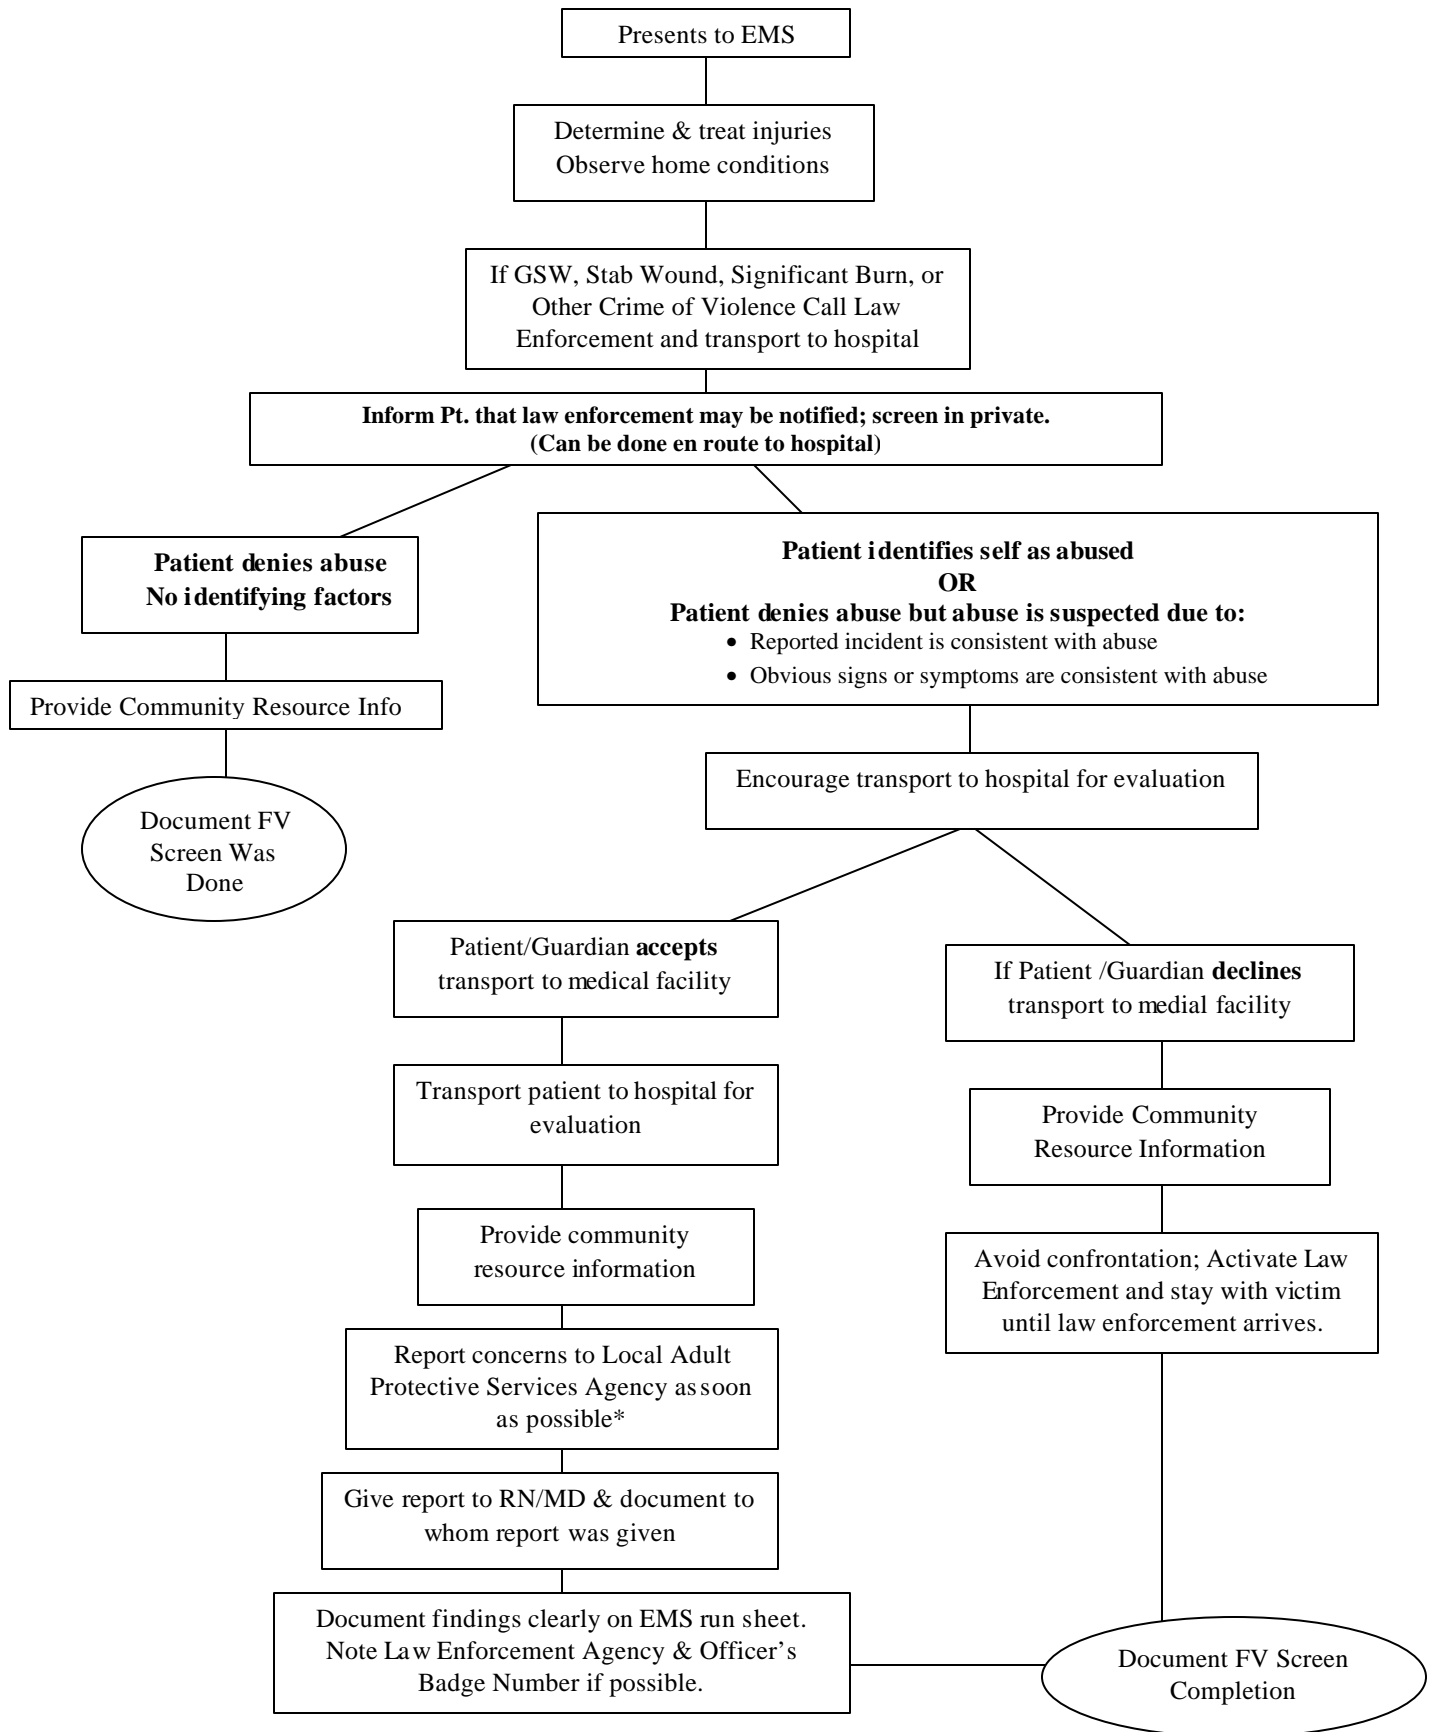 Presents to EMS
Determine & treat injuries
Observe home conditions
If GSW, Stab Wound, Significant Burn, or
Other Crime of Violence Call Law
Enforcement and transport to hospital
Inform Pt. that law enforcement may be notified; screen in private.
(Can be done en route to hospital)
Patient denies abuse
No identifying factors
Provide Community Resource Info
Document FV
Screen Was
Done
Patient identifies self as abused
OR
Patient denies abuse but abuse is suspected due to:
• Reported incident is consistent with abuse
• Obvious signs or symptoms are consistent with abuse
Encourage transport to hospital for evaluation
Patient/Guardian accepts
transport to medical facility
Transport patient to hospital for
evaluation
Provide community
resource information
Report concerns to Local Adult
Protective Services Agency as soon
as possible*
Give report to RN/MD & document to
whom report was given
Document findings clearly on EMS run sheet.
Note Law Enforcement Agency & Officer’s
Badge Number if possible.
If Patient /Guardian declines
transport to medial facility
Provide Community
Resource Information
Avoid confrontation; Activate Law
Enforcement and stay with victim
until law enforcement arrives.
Document FV Screen
Completion